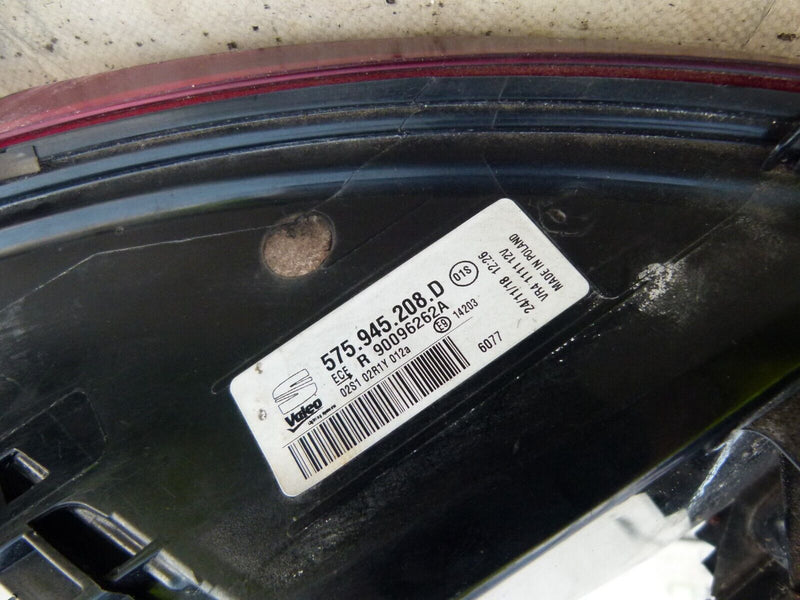 575.945.208.D
01S
ECE R 90096262A
02S1 02R1Y 012a
E9 14203
6077
Valeo
24/11/18 12:26
VR4 1111 12V
MADE IN POLAND